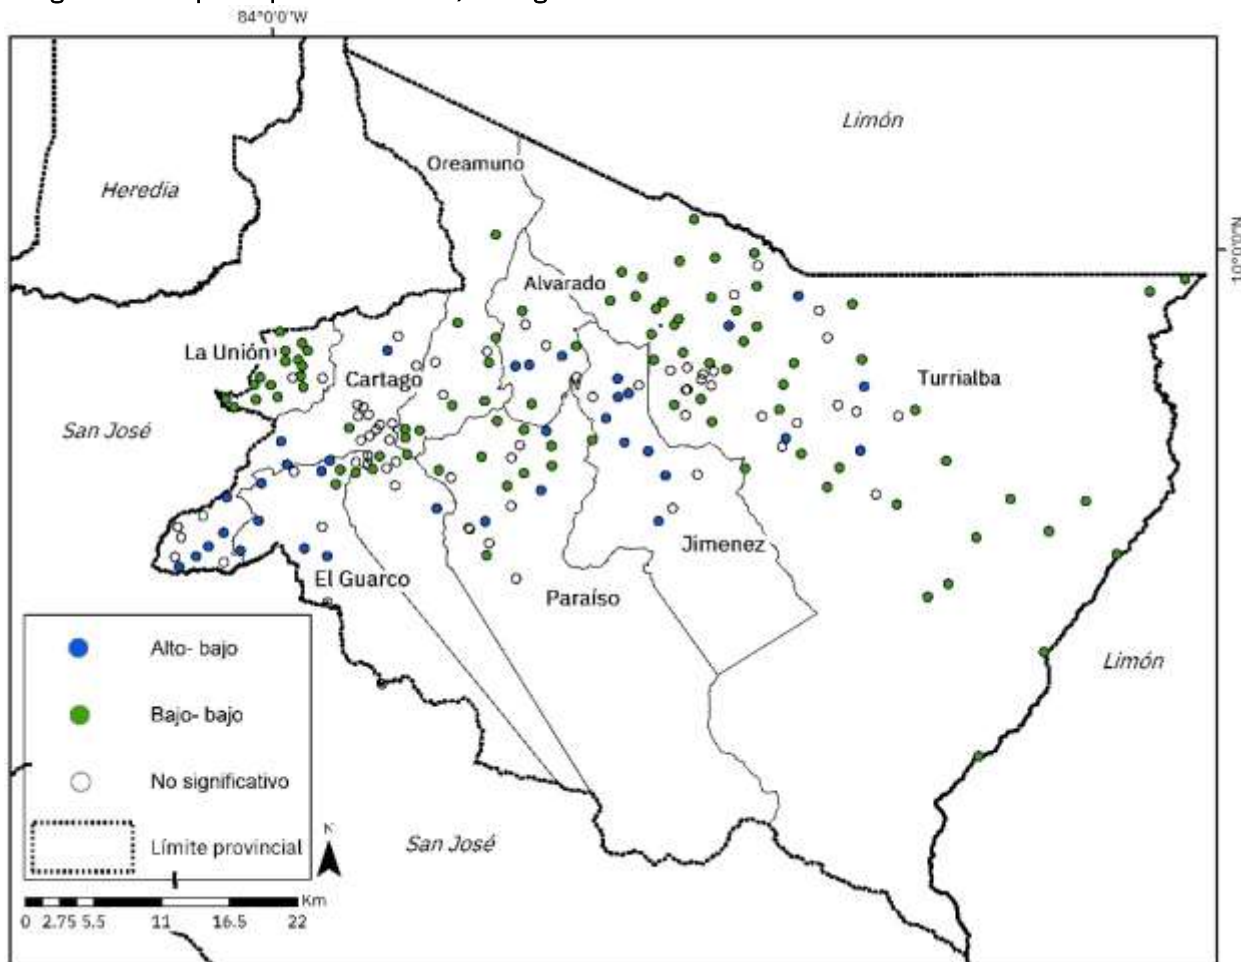 84°0'0"W
Limón
Oreamuno
Heredia
10°0'0"N
Alvarado
La Unión
Cartago
Turrialba
San José
Jimenez
El Guarco
Paraíso
Alto- bajo
Limón
Bajo- bajo
No significativo
Límite provincial
N
San José
Km
0 2.75 5.5 11 16.5 22